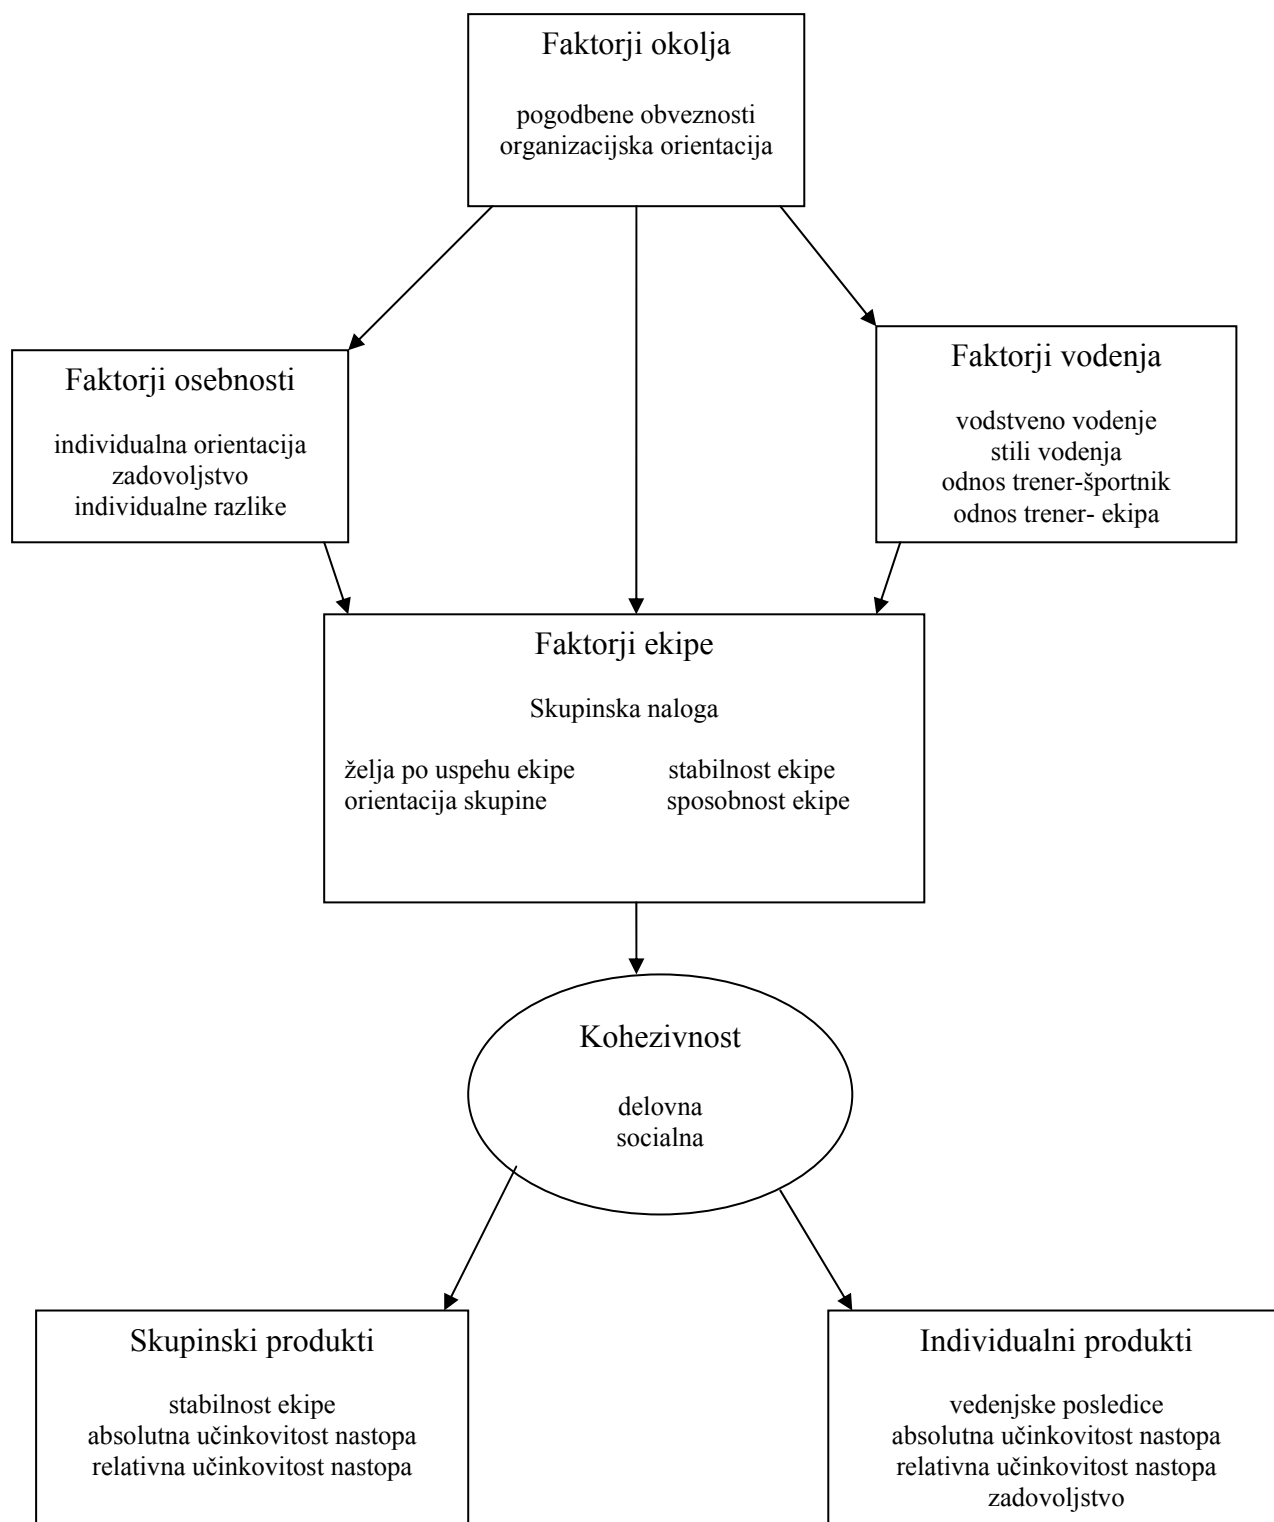 Faktorji okolja
pogodbene obveznosti
organizacijska orientacija
Faktorji osebnosti
individualna orientacija
zadovoljstvo
individualne razlike
Faktorji vodenja
vodstveno vodenje
stili vodenja
odnos trener-športnik
odnos trener- ekipa
Faktorji ekipe
Skupinska naloga
želja po uspehu ekipe stabilnost ekipe
orientacija skupine sposobnost ekipe
Kohezivnost
delovna
socialna
Skupinski produkti
stabilnost ekipe
absolutna učinkovitost nastopa
relativna učinkovitost nastopa
Individualni produkti
vedenjske posledice
absolutna učinkovitost nastopa
relativna učinkovitost nastopa
zadovoljstvo